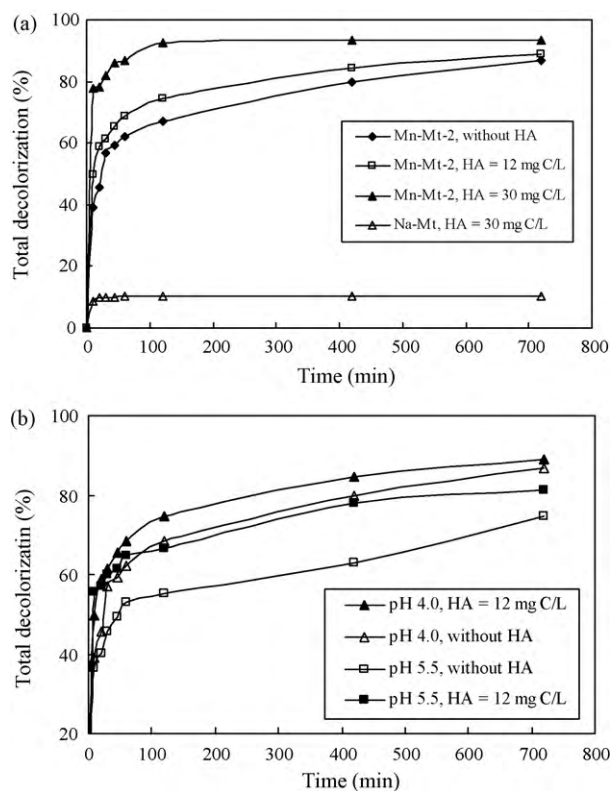 (a)
100
80
60
40
20
0
Total decolorization (%)
Mn-Mt-2, without HA
Mn-Mt-2, HA = 12 mg C/L
Mn-Mt-2, HA = 30 mg C/L
Na-Mt, HA = 30 mg C/L
0 100 200 300 400 500 600 700 800
Time (min)
(b)
100
80
60
40
20
Total decolorizatin (%)
pH 4.0, HA = 12 mg C/L
pH 4.0, without HA
pH 5.5, without HA
pH 5.5, HA = 12 mg C/L
0 100 200 300 400 500 600 700 800
Time (min)